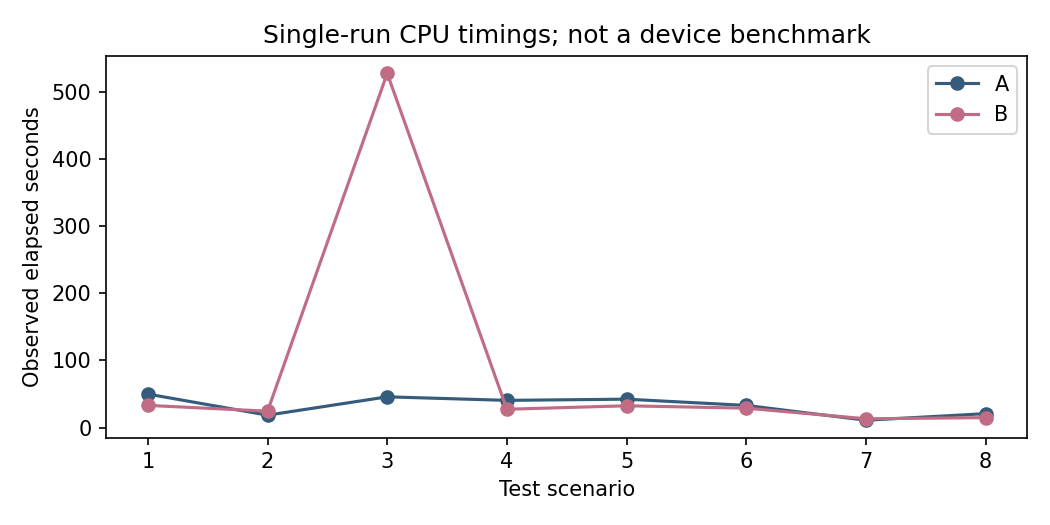 Single-run CPU timings; not a device benchmark
A
B
Observed elapsed seconds
500
400
300
200
100
0
1 2 3 4 5 6 7 8
Test scenario